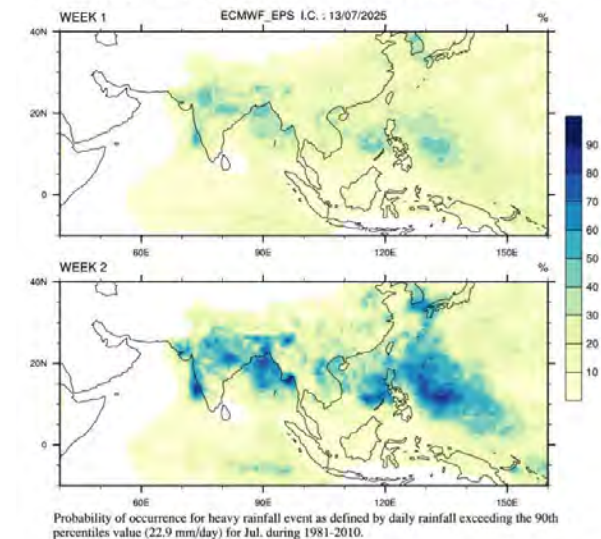 WEEK 1 ECMWF_EPS I.C. : 13/07/2025 %
40N
20N
0
60E 90E 120E 150E
WEEK 2 %
40N
20N
0
60E 90E 120E 150E
90
80
70
60
50
40
30
20
10
Probability of occurrence for heavy rainfall event as defined by daily rainfall exceeding the 90th
percentiles value (22.9 mm/day) for Jul. during 1981-2010.